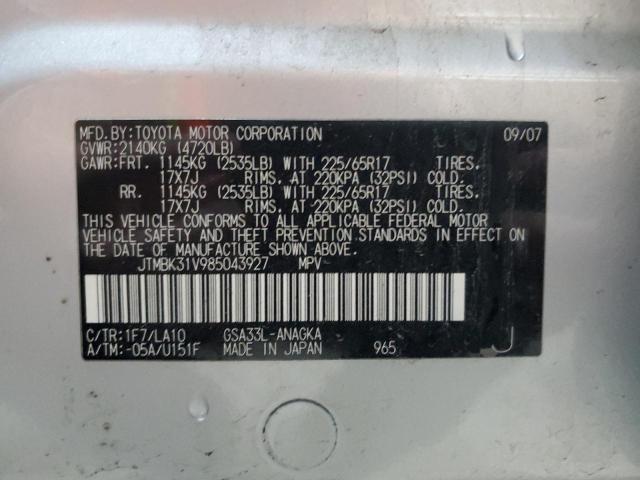 MFD.BY:TOYOTA MOTOR CORPORATION 09/07
GVWR:2140KG (4720LB)
GAWR:FRT. 1145KG (2535LB) WITH 225/65R17 TIRES.
17X7J RIMS. AT 220KPA (32PSI) COLD.
RR. 1145KG (2535LB) WITH 225/65R17 TIRES.
17X7J RIMS. AT 220KPA (32PSI) COLD.
THIS VEHICLE CONFORMS TO ALL APPLICABLE FEDERAL MOTOR
VEHICLE SAFETY AND THEFT PREVENTION STANDARDS IN EFFECT
ON THE DATE OF MANUFACTURE SHOWN ABOVE.
JTMBK31V985043927 MPV
C/TR:1F7/LA10 GSA33L-ANAGKA
A/TM:-05A/U151F MADE IN JAPAN 965
J